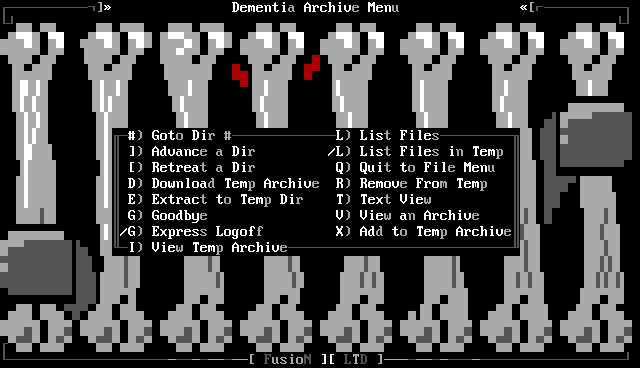 ]» Dementia Archive Menu «[
#) Goto Dir # L) List Files
]) Advance a Dir /L) List Files in Temp
[) Retreat a Dir Q) Quit to File Menu
D) Download Temp Archive R) Remove From Temp
E) Extract to Temp Dir T) Text View
G) Goodbye V) View an Archive
/G) Express Logoff X) Add to Temp Archive
I) View Temp Archive
[ FusioN ][ LTD ]